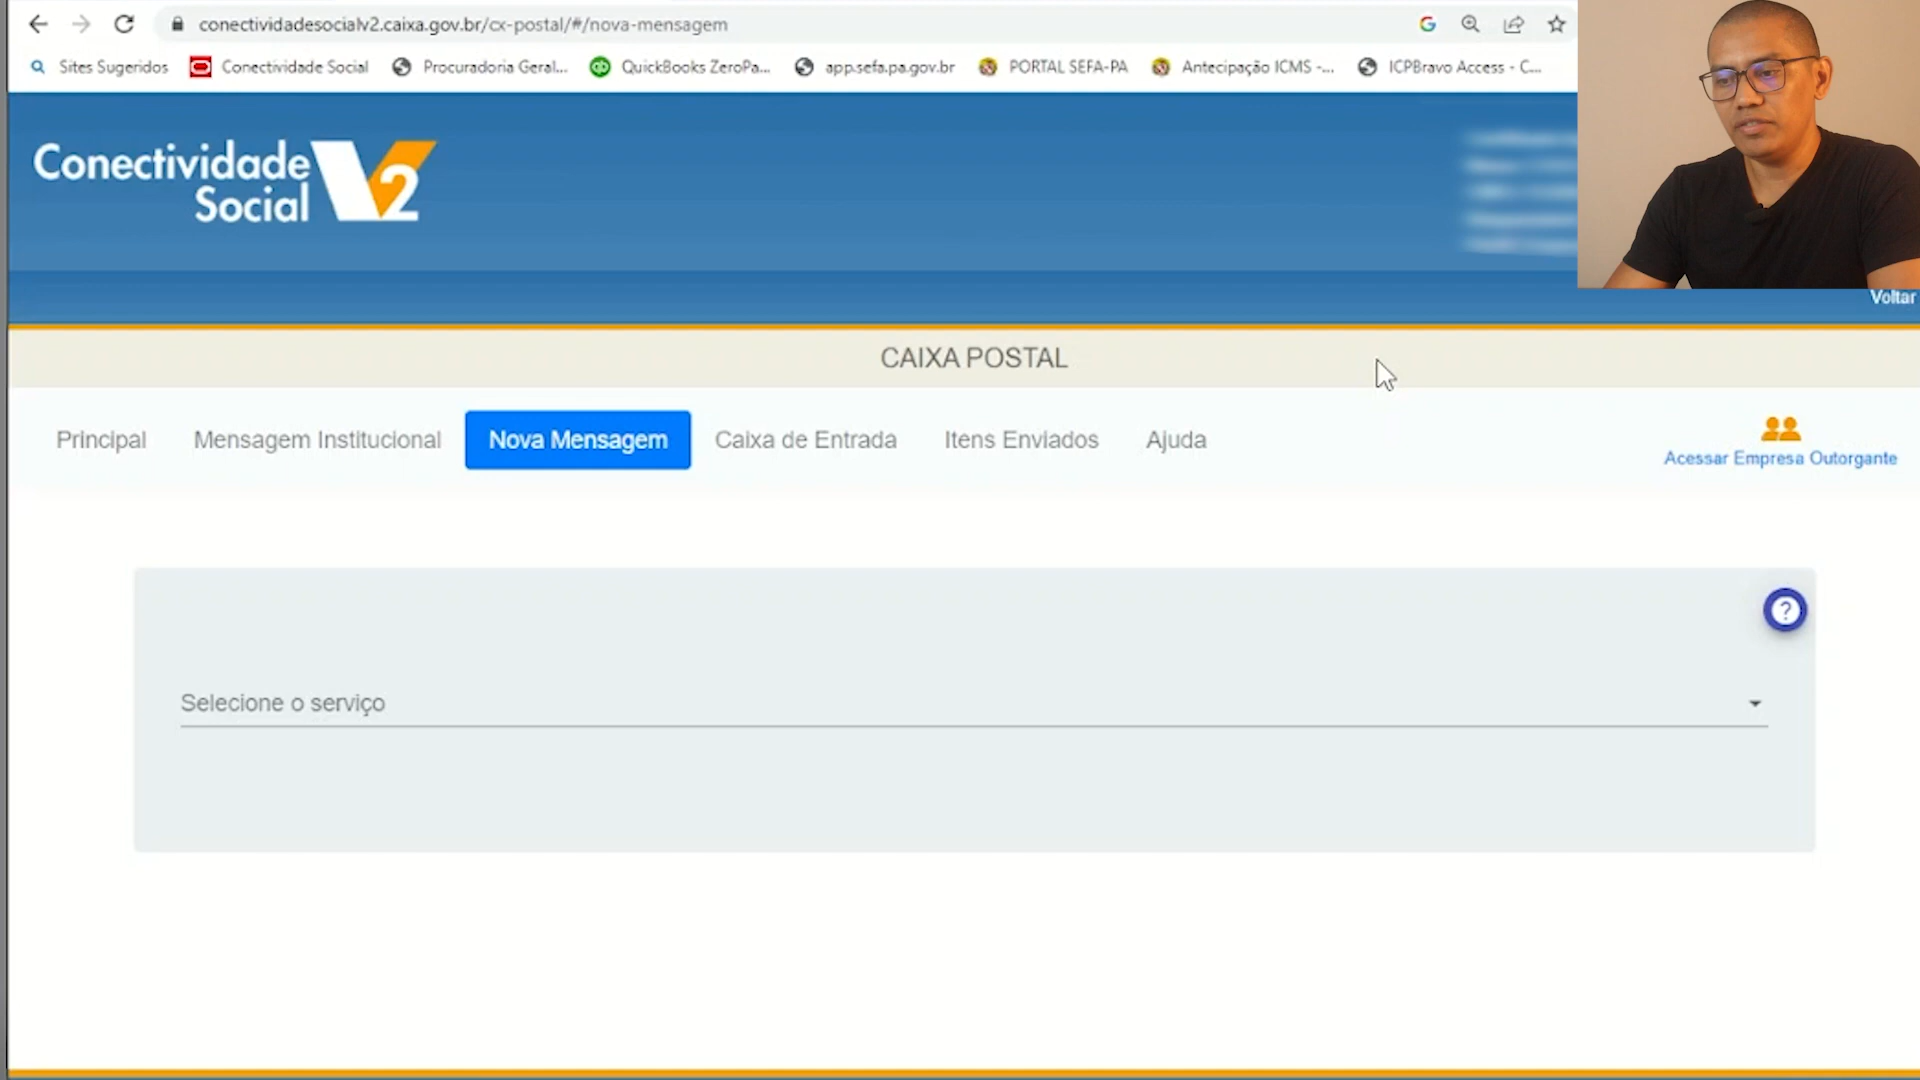 conectividadesocialv2.caixa.gov.br/cx-postal/#/nova-mensagem
Sites Sugeridos Conectividade Social Procuradoria Geral... QuickBooks ZeroPa... app.sefa.pa.gov.br PORTAL SEFA-PA Antecipação ICMS -... ICPBravo Access - C...
Conectividade
Social
V2
Voltar
CAIXA POSTAL
Principal Mensagem Institucional Nova Mensagem Caixa de Entrada Itens Enviados Ajuda
Acessar Empresa Outorgante
?
Selecione o serviço